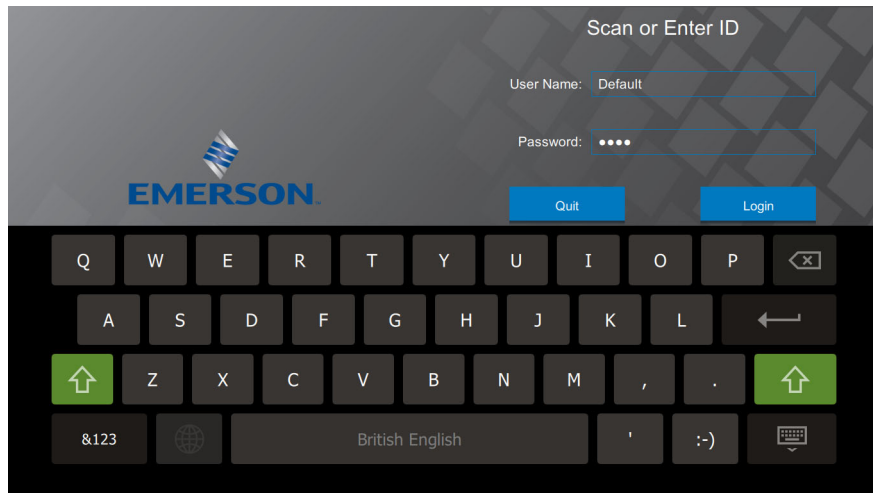 Scan or Enter ID
User Name: Default
Password: ••••
EMERSON.
Quit Login
Q W E R T Y U I O P
A S D F G H J K L
Z X C V B N M , .
&123 British English ' :-)